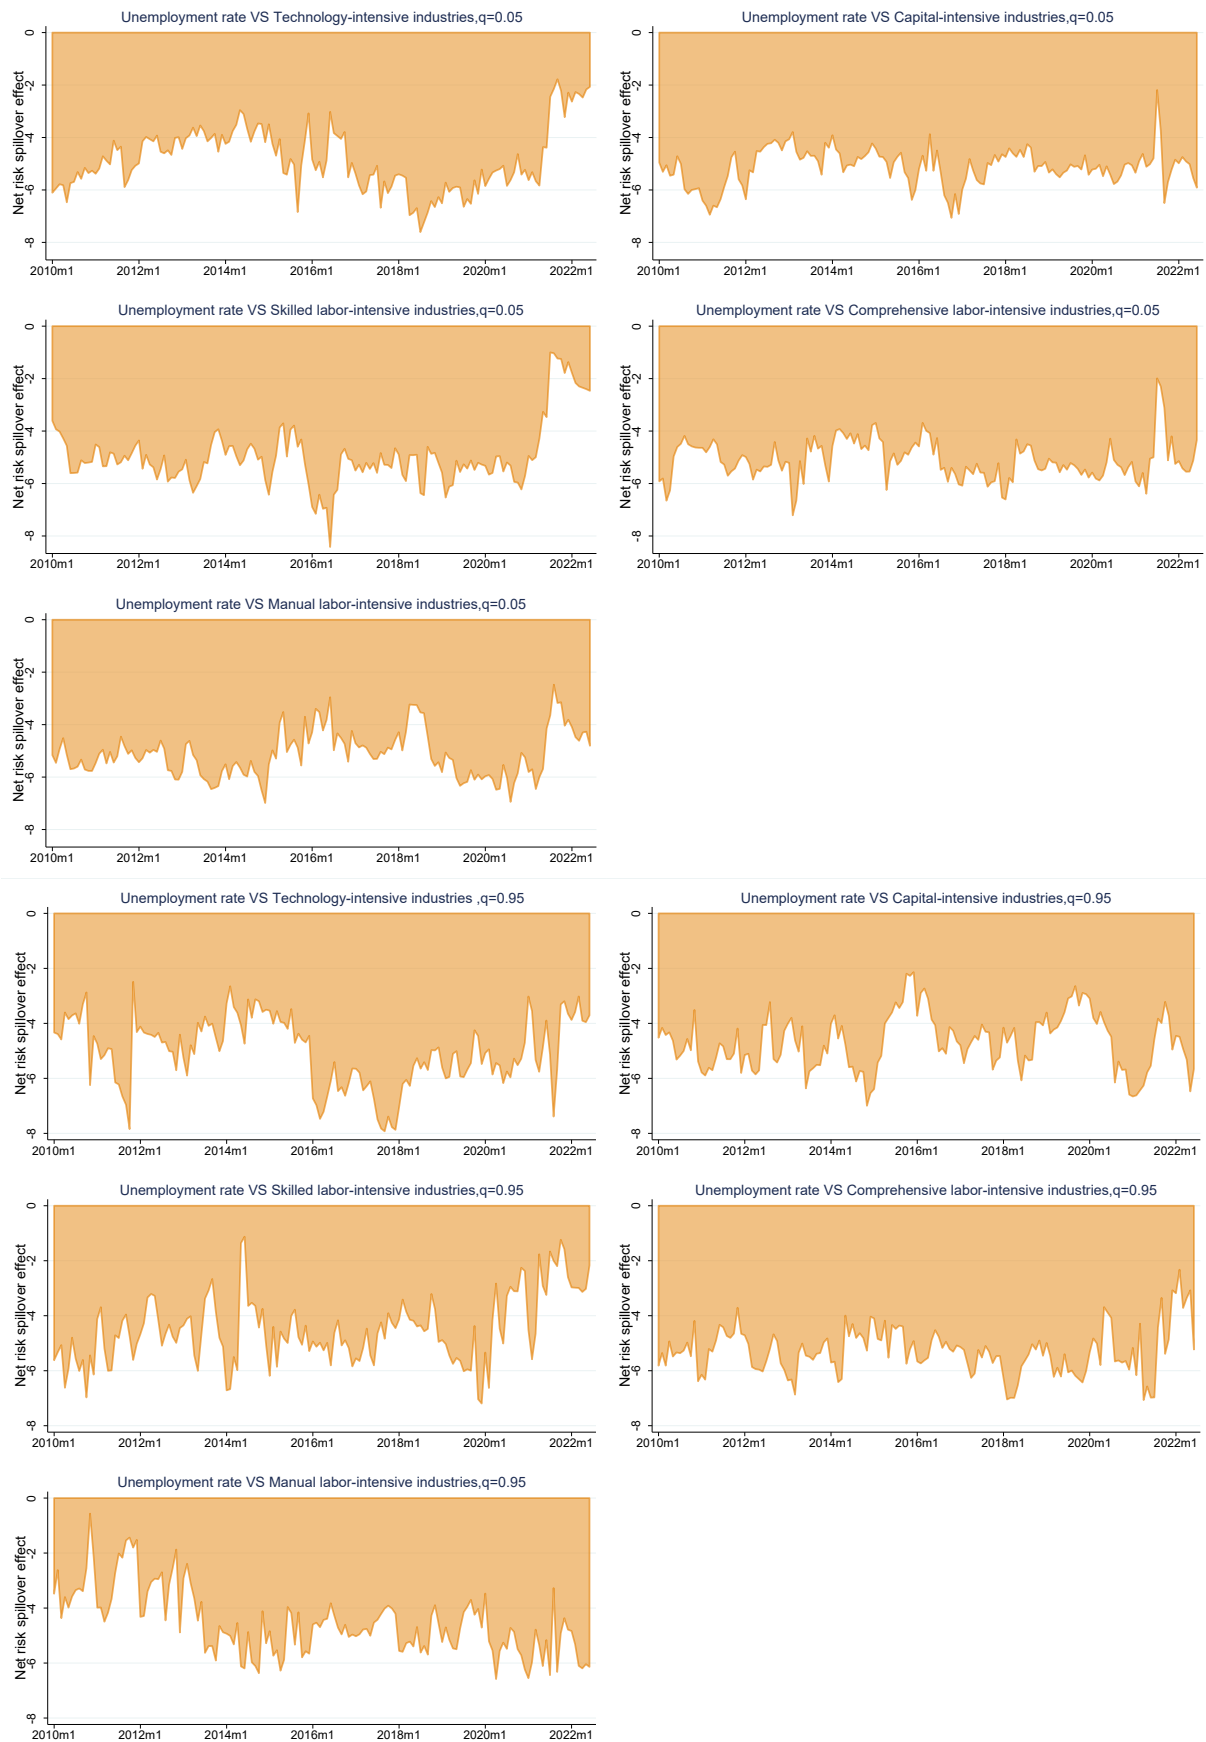 Unemployment rate VS Technology-intensive industries,q=0.05
Net risk spillover effect
0
-2
-4
-6
-8
2010m1 2012m1 2014m1 2016m1 2018m1 2020m1 2022m1
Unemployment rate VS Capital-intensive industries,q=0.05
Net risk spillover effect
0
-2
-4
-6
-8
2010m1 2012m1 2014m1 2016m1 2018m1 2020m1 2022m1
Unemployment rate VS Skilled labor-intensive industries,q=0.05
Net risk spillover effect
0
-2
-4
-6
-8
2010m1 2012m1 2014m1 2016m1 2018m1 2020m1 2022m1
Unemployment rate VS Comprehensive labor-intensive industries,q=0.05
Net risk spillover effect
0
-2
-4
-6
-8
2010m1 2012m1 2014m1 2016m1 2018m1 2020m1 2022m1
Unemployment rate VS Manual labor-intensive industries,q=0.05
Net risk spillover effect
0
-2
-4
-6
-8
2010m1 2012m1 2014m1 2016m1 2018m1 2020m1 2022m1
Unemployment rate VS Technology-intensive industries ,q=0.95
Net risk spillover effect
0
-2
-4
-6
-8
2010m1 2012m1 2014m1 2016m1 2018m1 2020m1 2022m1
Unemployment rate VS Capital-intensive industries,q=0.95
Net risk spillover effect
0
-2
-4
-6
-8
2010m1 2012m1 2014m1 2016m1 2018m1 2020m1 2022m1
Unemployment rate VS Skilled labor-intensive industries,q=0.95
Net risk spillover effect
0
-2
-4
-6
-8
2010m1 2012m1 2014m1 2016m1 2018m1 2020m1 2022m1
Unemployment rate VS Comprehensive labor-intensive industries,q=0.95
Net risk spillover effect
0
-2
-4
-6
-8
2010m1 2012m1 2014m1 2016m1 2018m1 2020m1 2022m1
Unemployment rate VS Manual labor-intensive industries,q=0.95
Net risk spillover effect
0
-2
-4
-6
-8
2010m1 2012m1 2014m1 2016m1 2018m1 2020m1 2022m1